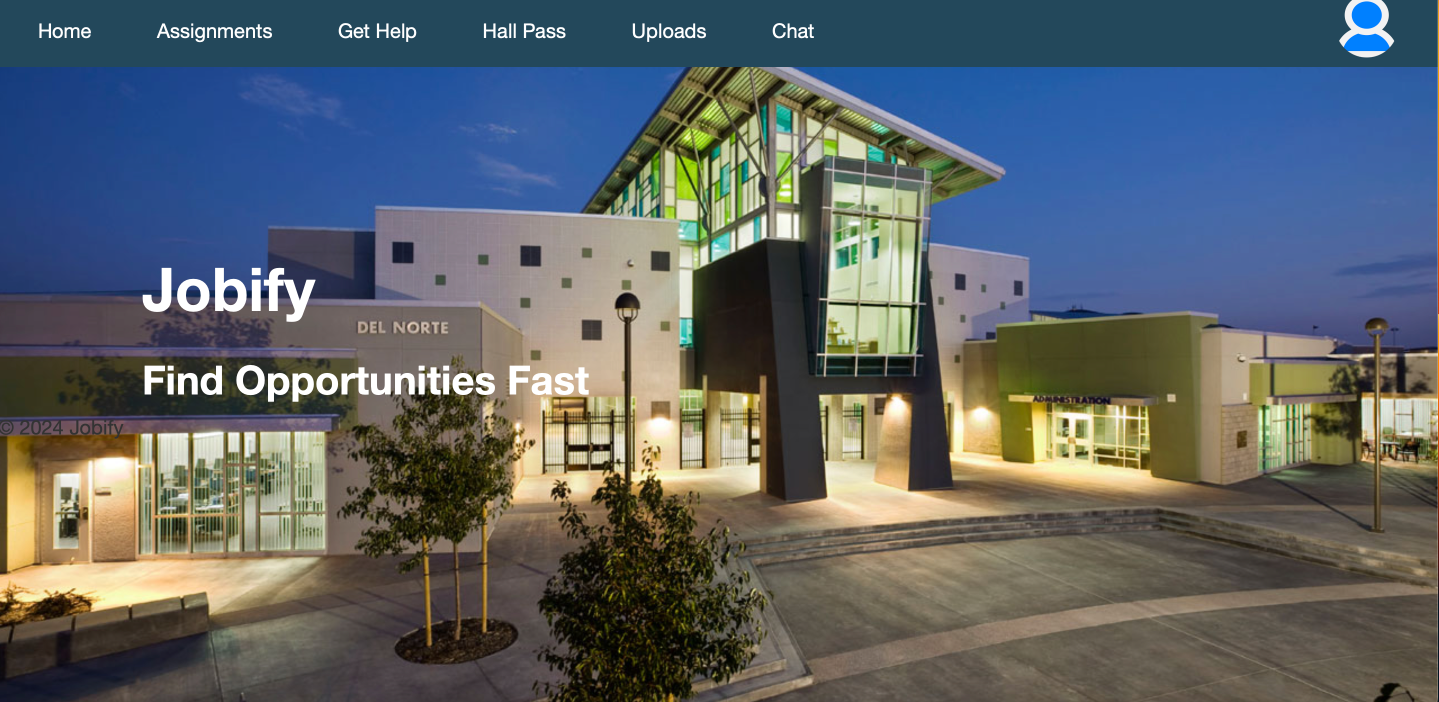 Home Assignments Get Help Hall Pass Uploads Chat
Jobify
DEL NORTE
Find Opportunities Fast
ADMINISTRATION
© 2024 Jobify